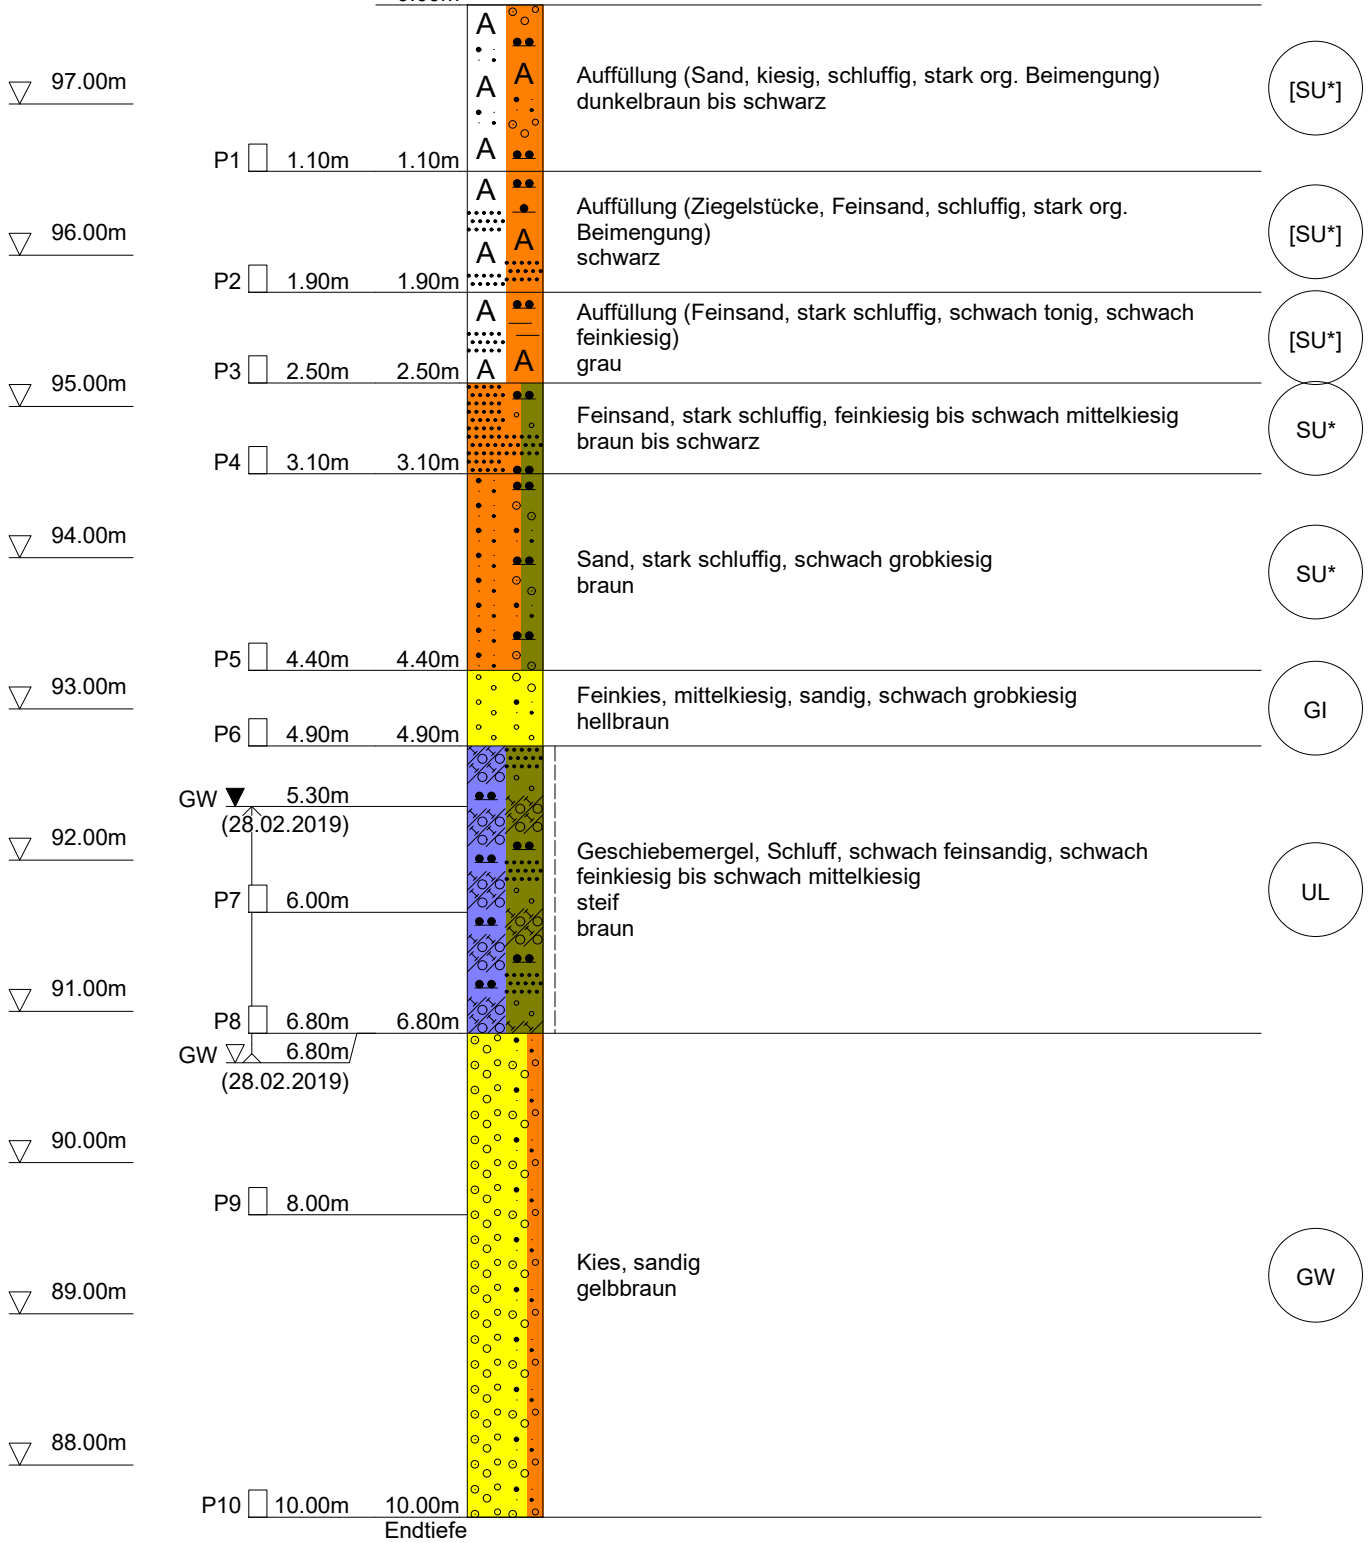 97.00m
Auffüllung (Sand, kiesig, schluffig, stark org. Beimengung)
dunkelbraun bis schwarz
[SU*]
A
A
A
A
P1 1.10m 1.10m
96.00m
Auffüllung (Ziegelstücke, Feinsand, schluffig, stark org.
Beimengung)
schwarz
[SU*]
A
A
A
P2 1.90m 1.90m
Auffüllung (Feinsand, stark schluffig, schwach tonig, schwach
feinkiesig)
grau
[SU*]
A
A
A
P3 2.50m 2.50m
95.00m
Feinsand, stark schluffig, feinkiesig bis schwach mittelkiesig
braun bis schwarz
SU*
P4 3.10m 3.10m
94.00m
Sand, stark schluffig, schwach grobkiesig
braun
SU*
P5 4.40m 4.40m
93.00m
Feinkies, mittelkiesig, sandig, schwach grobkiesig
hellbraun
GI
P6 4.90m 4.90m
GW 5.30m
(28.02.2019)
92.00m
Geschiebemergel, Schluff, schwach feinsandig, schwach
feinkiesig bis schwach mittelkiesig
steif
braun
UL
P7 6.00m
91.00m
P8 6.80m 6.80m
GW 6.80m
(28.02.2019)
90.00m
P9 8.00m
Kies, sandig
gelbbraun
GW
89.00m
88.00m
P10 10.00m 10.00m
Endtiefe